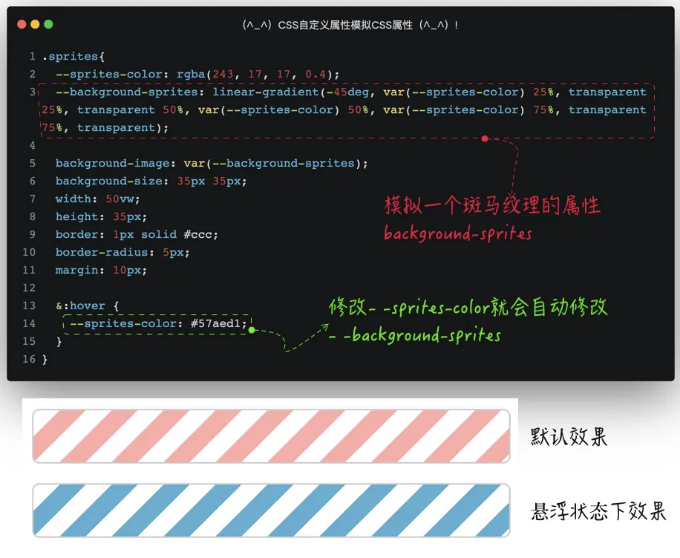 （^_^）CSS自定义属性模拟CSS属性（^_^）!
1 .sprites{
2 --sprites-color: rgba(243, 17, 17, 0.4);
3 --background-sprites: linear-gradient(-45deg, var(--sprites-color) 25%, transparent
25%, transparent 50%, var(--sprites-color) 50%, var(--sprites-color) 75%, transparent
75%, transparent);
4
5 background-image: var(--background-sprites);
6 background-size: 35px 35px;
7 width: 50vw;
8 height: 35px;
9 border: 1px solid #ccc;
10 border-radius: 5px;
11 margin: 10px;
12
13 &:hover {
14 --sprites-color: #57aed1;
15 }
16 }
模拟一个斑马纹理的属性
background-sprites
修改- -sprites-color就会自动修改
- -background-sprites
默认效果
悬浮状态下效果